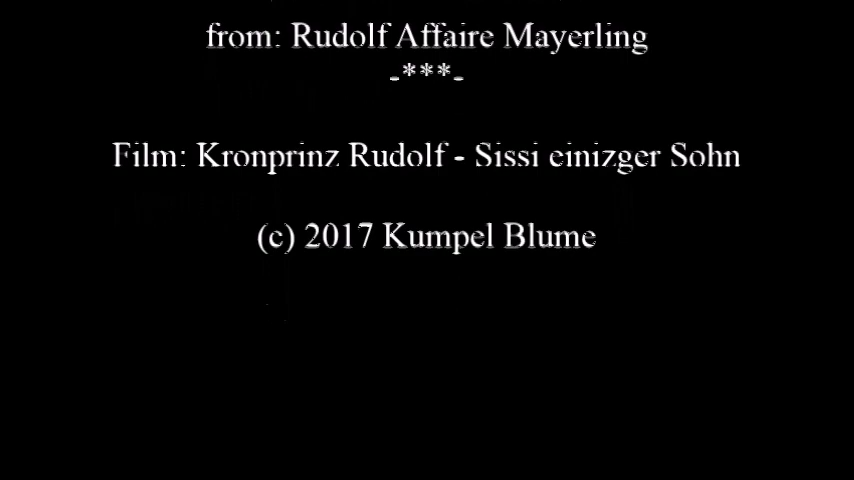 from: Rudolf Affaire Mayerling
-***-
Film: Kronprinz Rudolf - Sissi einizger Sohn
(c) 2017 Kumpel Blume